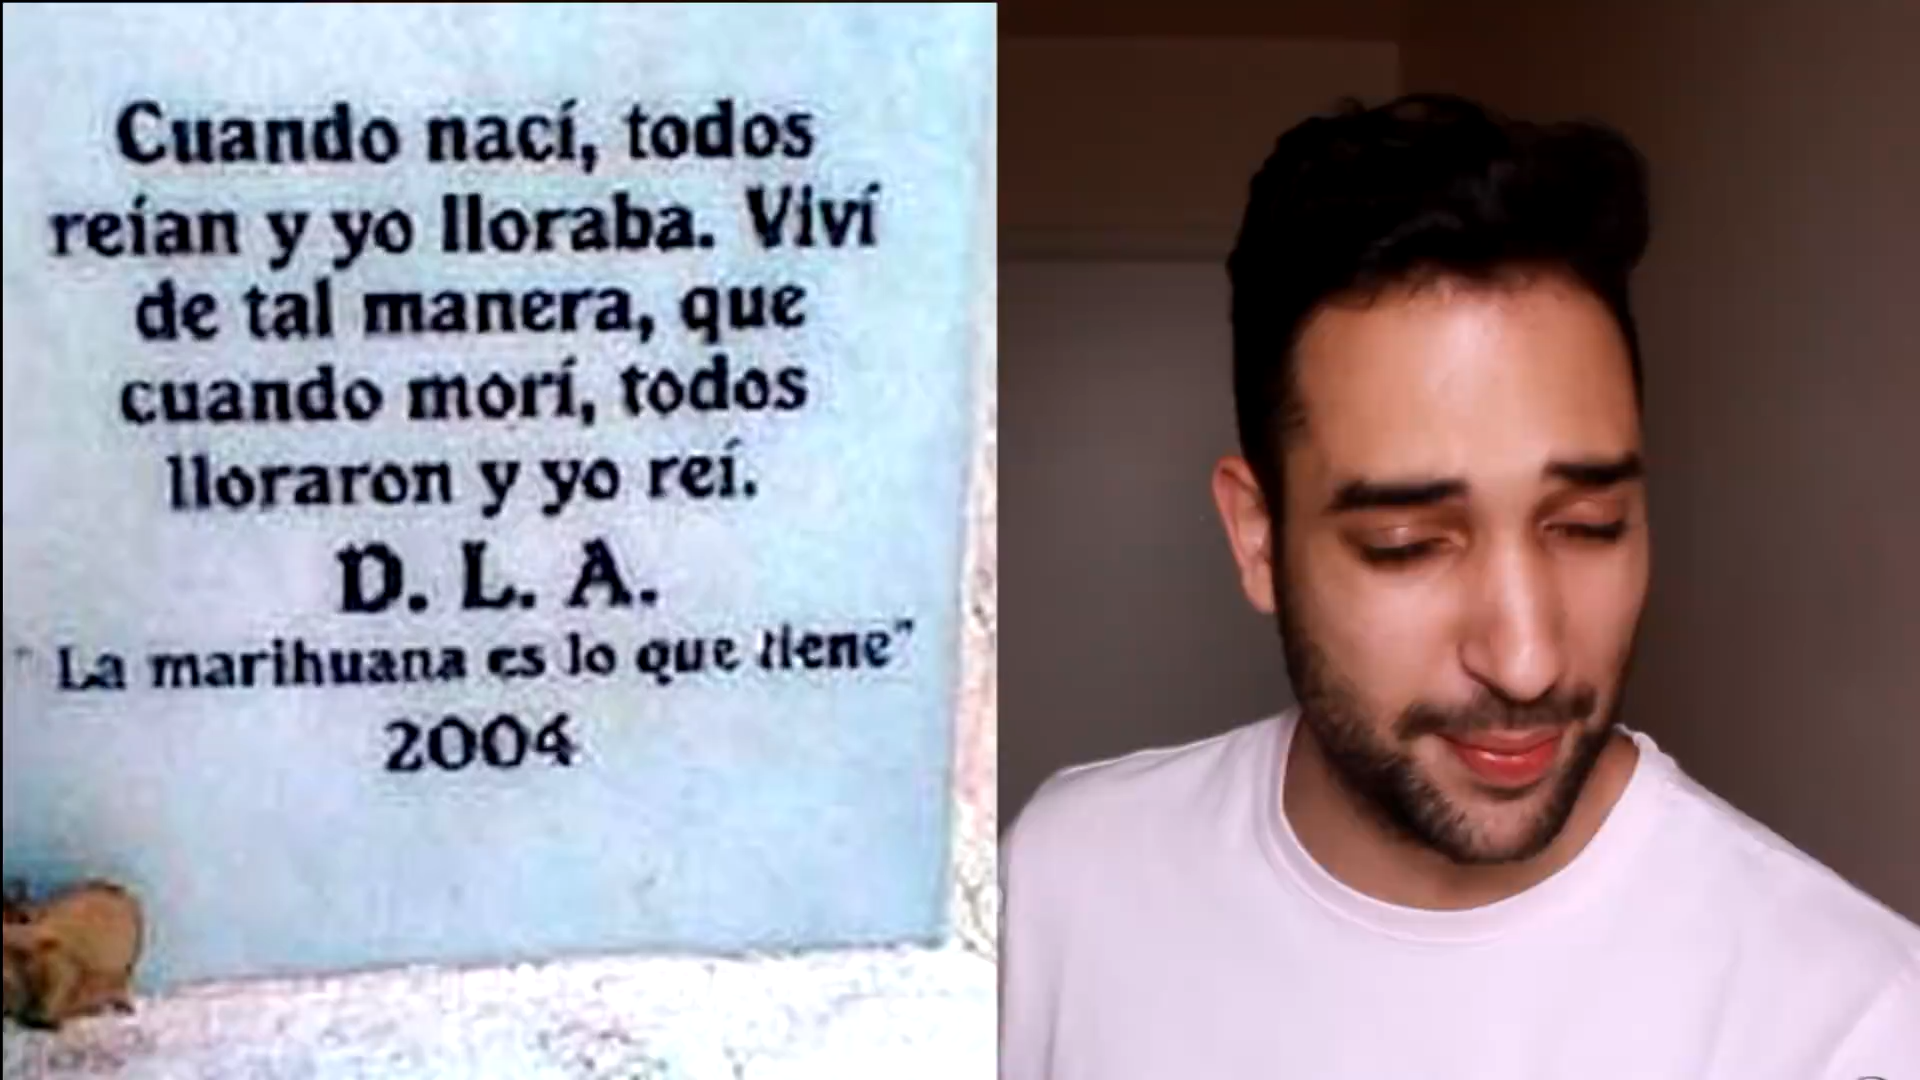 Cuando nací, todos
reían y yo lloraba. Viví
de tal manera, que
cuando morí, todos
lloraron y yo reí.
D. L. A.
"La marihuana es lo que tiene"
2004